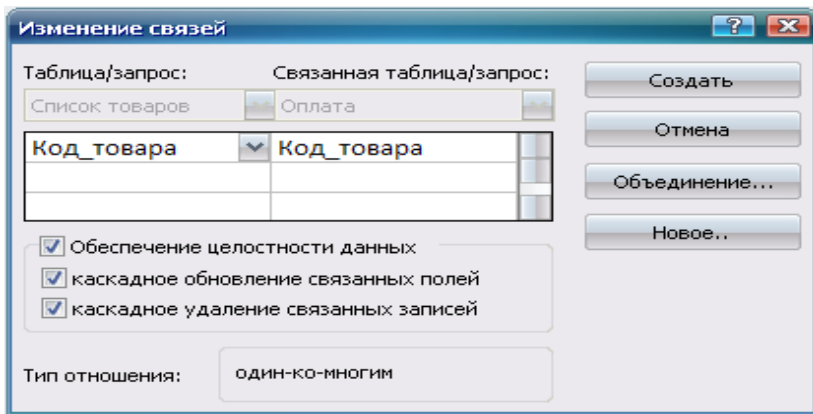 Изменение связей
Таблица/запрос: Связанная таблица/запрос:
Создать
Список товаров Оплата
Отмена
Код_товара Код_товара
Объединение...
Новое..
Обеспечение целостности данных
каскадное обновление связанных полей
каскадное удаление связанных записей
Тип отношения: один-ко-многим